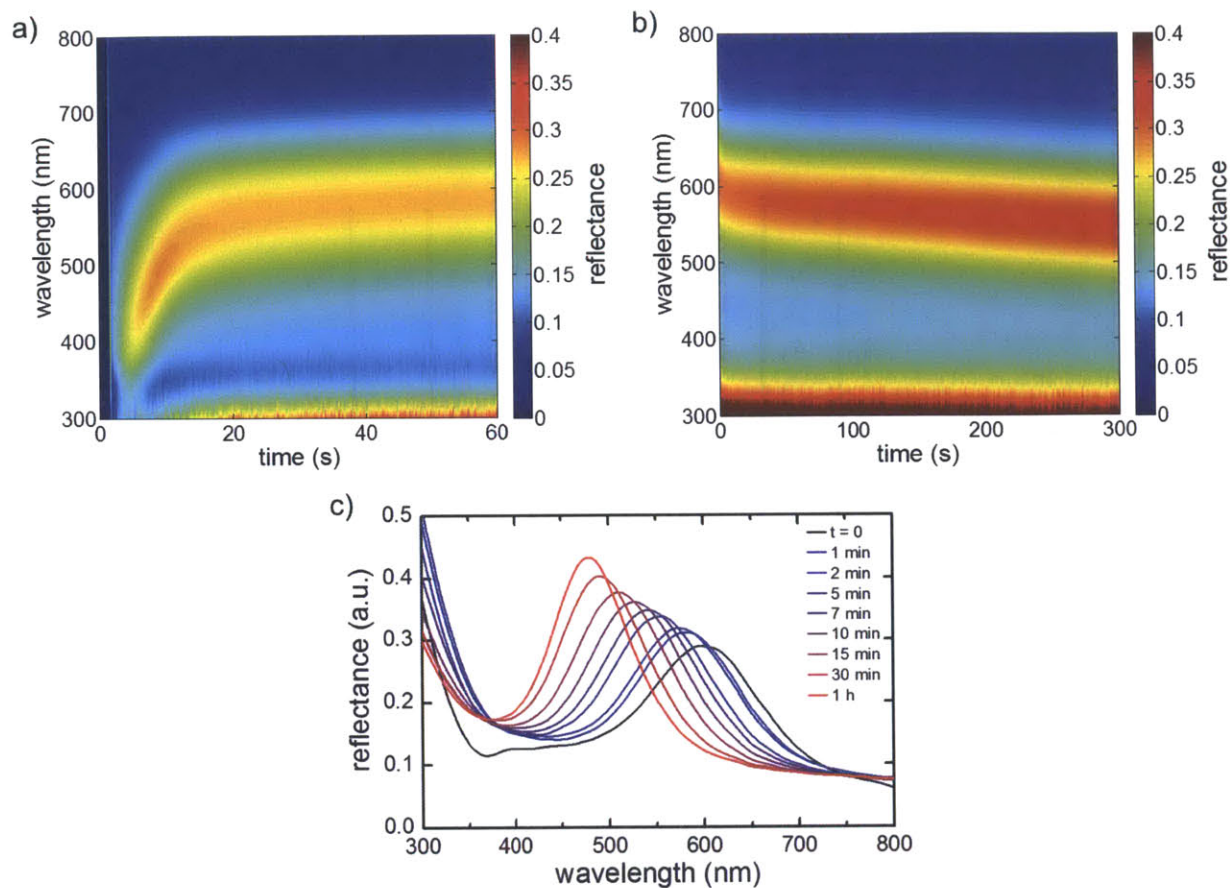 a)
800
700
600
500
400
300
wavelength (nm)
0
20
40
60
time (s)
0.4
0.35
0.3
0.25
0.2
0.15
0.1
0.05
0
reflectance
b)
800
700
600
500
400
300
wavelength (nm)
0
100
200
300
time (s)
0.4
0.35
0.3
0.25
0.2
0.15
0.1
0.05
0
reflectance
c)
0.5
0.4
0.3
0.2
0.1
0.0
reflectance (a.u.)
t = 0
1 min
2 min
5 min
7 min
10 min
15 min
30 min
1 h
300
400
500
600
700
800
wavelength (nm)